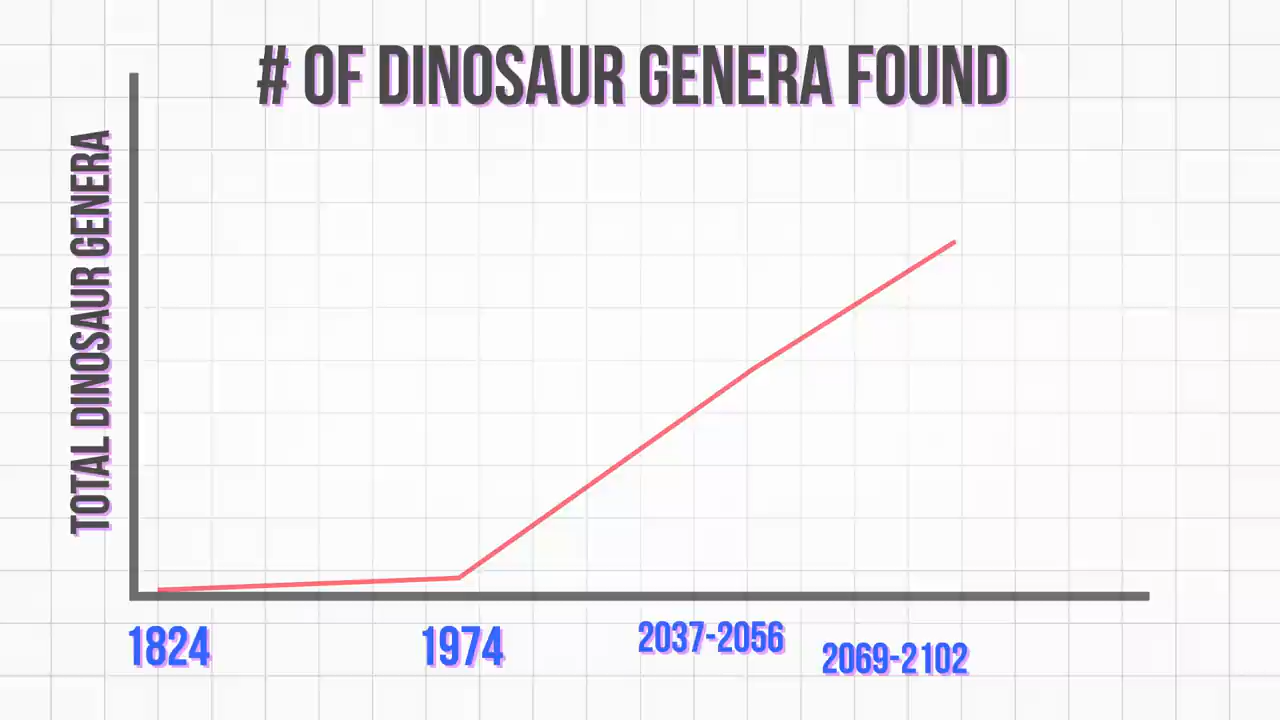 # OF DINOSAUR GENERA FOUND
TOTAL DINOSAUR GENERA
1824
1974
2037-2056
2069-2102